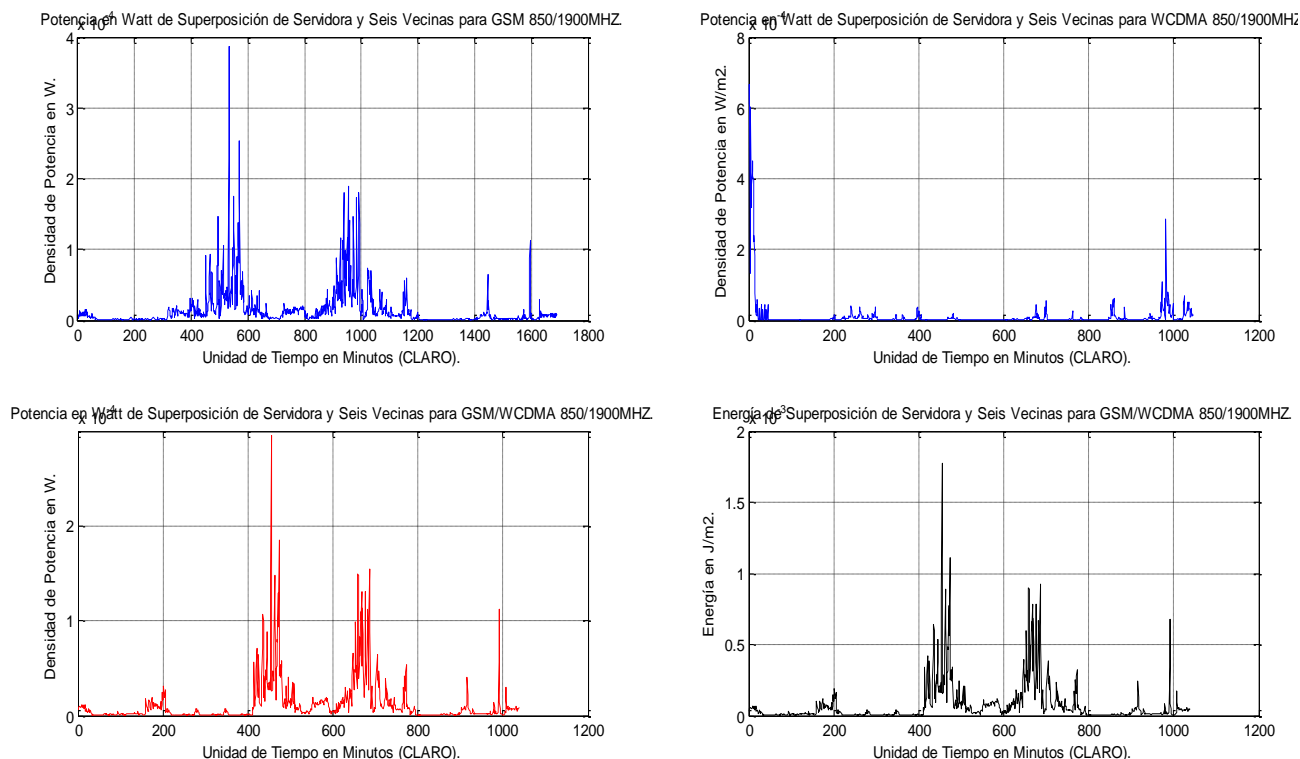 Potencia en Watt de Superposición de Servidora y Seis Vecinas para GSM 850/1900MHZ.
x 10-4
Densidad de Potencia en W.
4
3
2
1
0
0 200 400 600 800 1000 1200 1400 1600 1800
Unidad de Tiempo en Minutos (CLARO).
Potencia en Watt de Superposición de Servidora y Seis Vecinas para WCDMA 850/1900MHZ
x 10-4
Densidad de Potencia en W/m2.
8
6
4
2
0
0 200 400 600 800 1000 1200
Unidad de Tiempo en Minutos (CLARO).
Potencia en Watt de Superposición de Servidora y Seis Vecinas para GSM/WCDMA 850/1900MHZ.
x 10-4
Densidad de Potencia en W.
2
1
0
0 200 400 600 800 1000 1200
Unidad de Tiempo en Minutos (CLARO).
Energía de Superposición de Servidora y Seis Vecinas para GSM/WCDMA 850/1900MHZ.
x 10-3
Energía en J/m2.
2
1.5
1
0.5
0
0 200 400 600 800 1000 1200
Unidad de Tiempo en Minutos (CLARO).